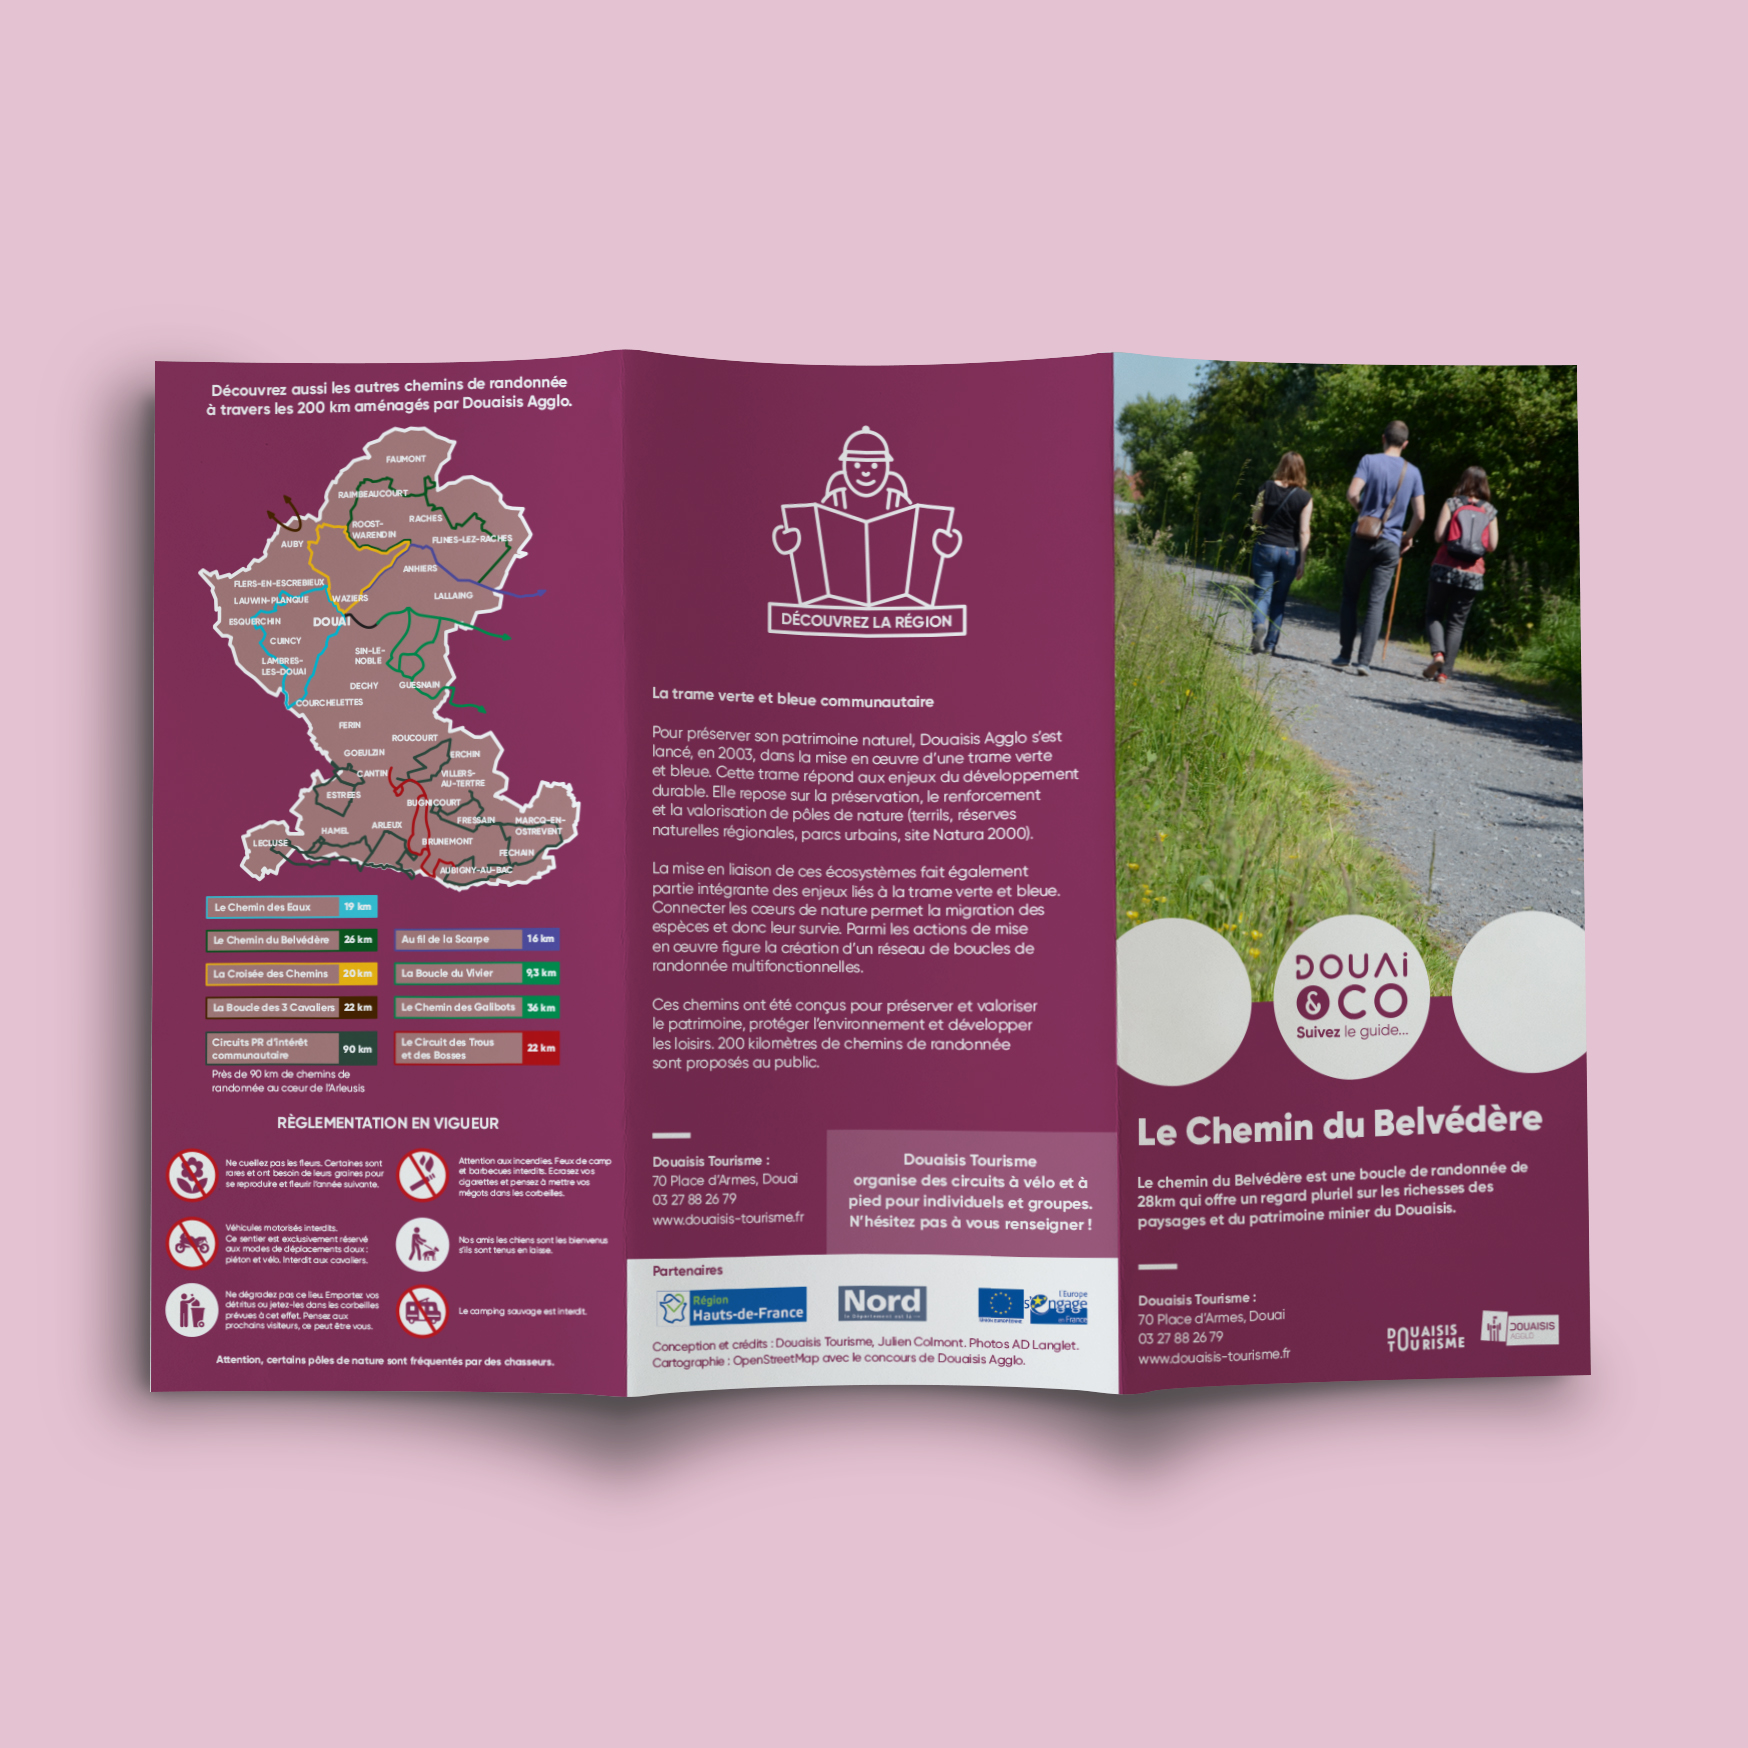 Découvrez aussi les autres chemins de randonnée
à travers les 200 km aménagés par Douaisis Agglo.
FAUMONT
RAIMBEAUCOURT
ROOST-
WARENDIN
RACHES
FLINES-LEZ-RACHES
AUBY
ANHIERS
FLERS-EN-ESCREBIEUX
LAUWIN-PLANQUE
WAZIERS
LALLAING
ESQUERCHIN
DOUAI
CUINCY
SIN-LE-
NOBLE
LAMBRES-
LES-DOUAI
DECHY
GUESNAIN
COURCHELETTES
FERIN
ROUCOURT
GOEULZIN
ERCHIN
CANTIN
VILLERS-
AU-TERTRE
ESTREES
BUGNICOURT
HAMEL
ARLEUX
FRESSAIN
MARCQ-EN-
OSTREVENT
LECLUSE
BRUNEMONT
FECHAIN
AUBIGNY-AU-BAC
Le Chemin des Eaux 19 km
Le Chemin du Belvédère 26 km
Au fil de la Scarpe 16 km
La Croisée des Chemins 20 km
La Boucle du Vivier 9,3 km
La Boucle des 3 Cavaliers 22 km
Le Chemin des Galibots 36 km
Circuits PR d'intérêt
communautaire 90 km
Le Circuit des Trous
et des Bosses 22 km
Près de 90 km de chemins de
randonnée au cœur de l'Arleusis
RÈGLEMENTATION EN VIGUEUR
Ne cueillez pas les fleurs. Certaines sont
rares et ont besoin de leurs graines pour
se reproduire et fleurir l'année suivante.
Attention aux incendies. Feux de camp
et barbecues interdits. Ecrasez vos
cigarettes et pensez à mettre vos
mégots dans les corbeilles.
Véhicules motorisés interdits.
Ce sentier est exclusivement réservé
aux modes de déplacements doux :
piéton et vélo. Interdit aux cavaliers.
Nos amis les chiens sont les bienvenus
s'ils sont tenus en laisse.
Ne dégradez pas ce lieu. Emportez vos
détritus ou jetez-les dans les corbeilles
prévues à cet effet. Pensez aux
prochains visiteurs, ce peut être vous.
Le camping sauvage est interdit.
Attention, certains pôles de nature sont fréquentés par des chasseurs.
DÉCOUVREZ LA RÉGION
La trame verte et bleue communautaire
Pour préserver son patrimoine naturel, Douaisis Agglo s'est
lancé, en 2003, dans la mise en œuvre d'une trame verte
et bleue. Cette trame répond aux enjeux du développement
durable. Elle repose sur la préservation, le renforcement
et la valorisation de pôles de nature (terrils, réserves
naturelles régionales, parcs urbains, site Natura 2000).
La mise en liaison de ces écosystèmes fait également
partie intégrante des enjeux liés à la trame verte et bleue.
Connecter les cœurs de nature permet la migration des
espèces et donc leur survie. Parmi les actions de mise
en œuvre figure la création d'un réseau de boucles de
randonnée multifonctionnelles.
Ces chemins ont été conçus pour préserver et valoriser
le patrimoine, protéger l'environnement et développer
les loisirs. 200 kilomètres de chemins de randonnée
sont proposés au public.
Douaisis Tourisme :
70 Place d'Armes, Douai
03 27 88 26 79
www.douaisis-tourisme.fr
Douaisis Tourisme
organise des circuits à vélo et à
pied pour individuels et groupes.
N'hésitez pas à vous renseigner !
Partenaires
Région
Hauts-de-France
Nord
le Département est là
UNION EUROPÉENNE
l'Europe
s'engage
en France
Conception et crédits : Douaisis Tourisme, Julien Colmont. Photos AD Langlet.
Cartographie : OpenStreetMap avec le concours de Douaisis Agglo.
DOUAi
&CO
Suivez le guide...
Le Chemin du Belvédère
Le chemin du Belvédère est une boucle de randonnée de
28km qui offre un regard pluriel sur les richesses des
paysages et du patrimoine minier du Douaisis.
Douaisis Tourisme :
70 Place d'Armes, Douai
03 27 88 26 79
www.douaisis-tourisme.fr
DOUAISIS
TOURISME
DOUAISIS
AGGLO